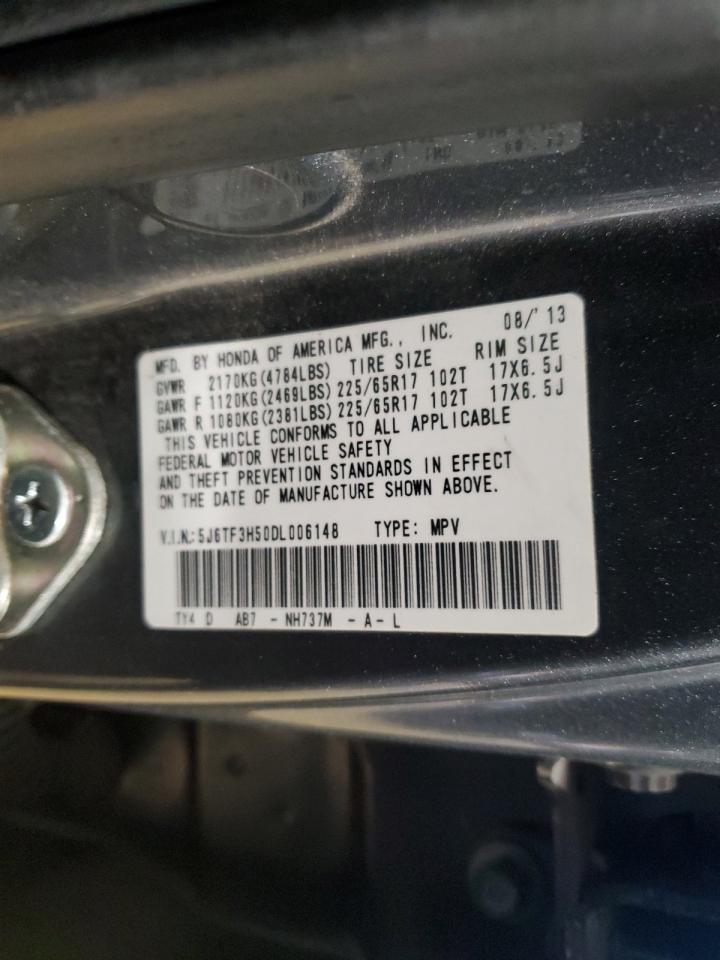 MFD. BY HONDA OF AMERICA MFG., INC. 08/'13
GVWR 2170KG(4784LBS) TIRE SIZE RIM SIZE
GAWR F 1120KG(2469LBS) 225/65R17 102T 17X6.5J
GAWR R 1080KG(2381LBS) 225/65R17 102T 17X6.5J
THIS VEHICLE CONFORMS TO ALL APPLICABLE
FEDERAL MOTOR VEHICLE SAFETY
AND THEFT PREVENTION STANDARDS IN EFFECT
ON THE DATE OF MANUFACTURE SHOWN ABOVE.
V.I.N.: 5J6TF3H50DL006148 TYPE: MPV
TY4 D AB7 - NH737M - A - L